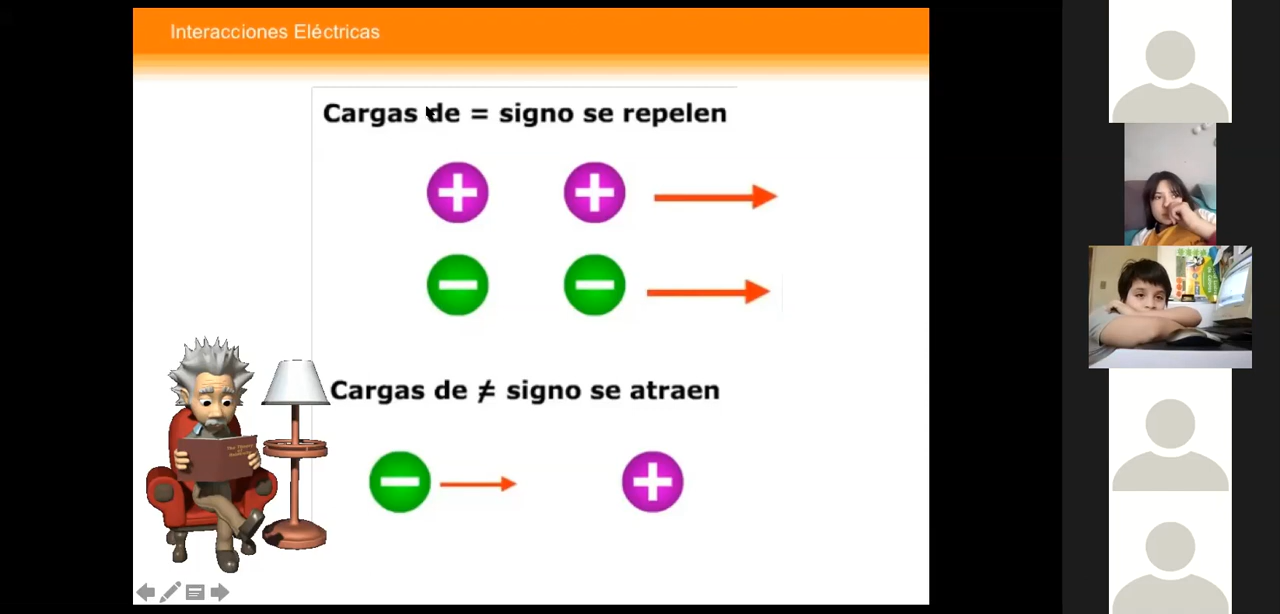 Interacciones Eléctricas
Cargas de = signo se repelen
+ +
− −
Cargas de ≠ signo se atraen
− +